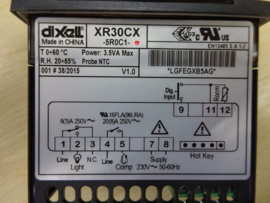 dixell
Made in CHINA
XR30CX
-5R0C1-
T 0+60 °C
Power: 3.5VA Max
R.H. 20÷85%
Probe NTC
EN13485 S A 1-2
001 # 38/2015
V1.0
"LGFEGXB5AG"
Dig.
Input
Room
9 11 12
8(3)A 250V~
16FLA(96LRA)
20(8)A 250V~
1 2 3 4 5 6 7 8
Line Light N.C. Line Comp. Supply Hot Key
230V~ 50-60Hz